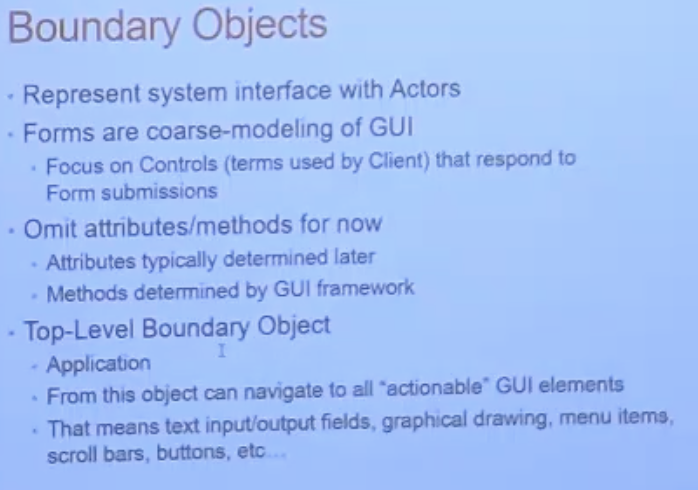 Boundary Objects
• Represent system interface with Actors
• Forms are coarse-modeling of GUI
• Focus on Controls (terms used by Client) that respond to
Form submissions
• Omit attributes/methods for now
• Attributes typically determined later
• Methods determined by GUI framework
• Top-Level Boundary Object
• Application
• From this object can navigate to all "actionable" GUI elements
• That means text input/output fields, graphical drawing, menu items,
scroll bars, buttons, etc...